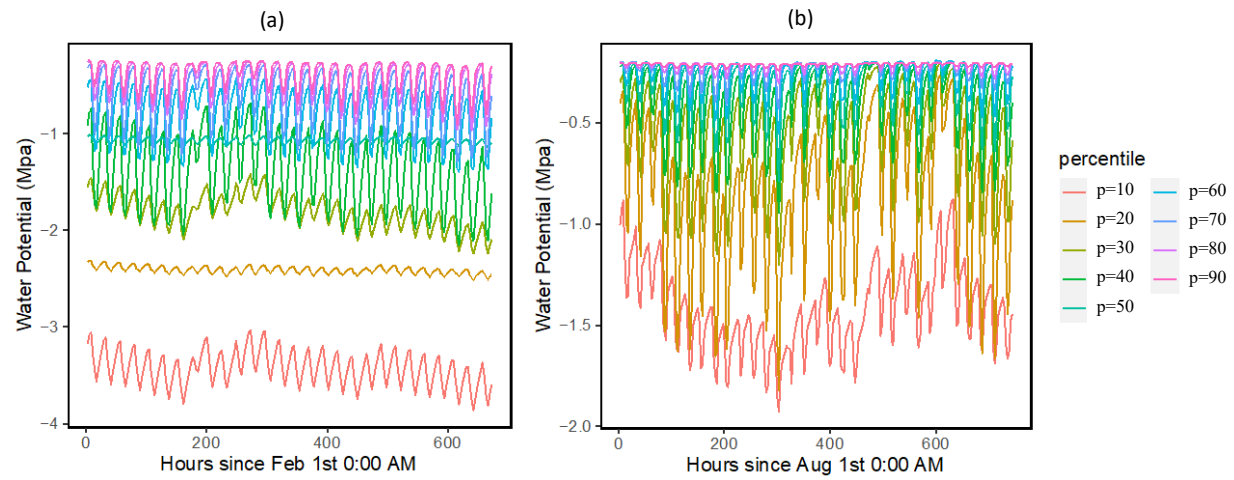 (a)
(b)
Water Potential (Mpa)
−1
−2
−3
−4
0
200
400
600
Hours since Feb 1st 0:00 AM
Water Potential (Mpa)
−0.5
−1.0
−1.5
−2.0
0
200
400
600
Hours since Aug 1st 0:00 AM
percentile
p=10
p=20
p=30
p=40
p=50
p=60
p=70
p=80
p=90